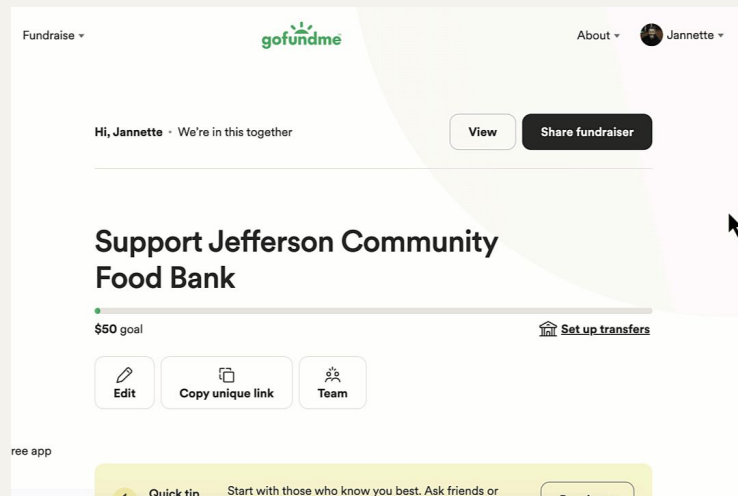 Fundraise
gofundme
About
Jannette
Hi, Jannette · We're in this together
View
Share fundraiser
Support Jefferson Community
Food Bank
$50 goal
Set up transfers
Edit
Copy unique link
Team
ree app
Quick tip
Start with those who know you best. Ask friends or